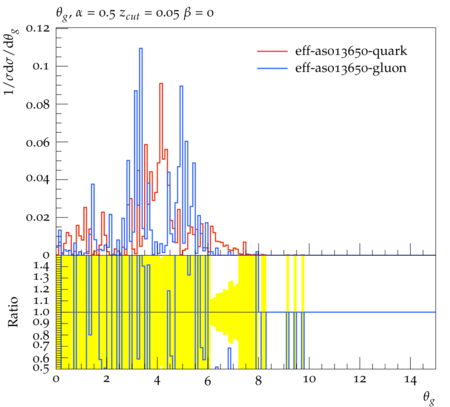 θg, α = 0.5 zcut = 0.05 β = 0
1/σdσ/dθg
0.12
0.1
0.08
0.06
0.04
0.02
0
eff-as013650-quark
eff-as013650-gluon
Ratio
1.4
1.3
1.2
1.1
1.0
0.9
0.8
0.7
0.6
0.5
0 2 4 6 8 10 12 14
θg